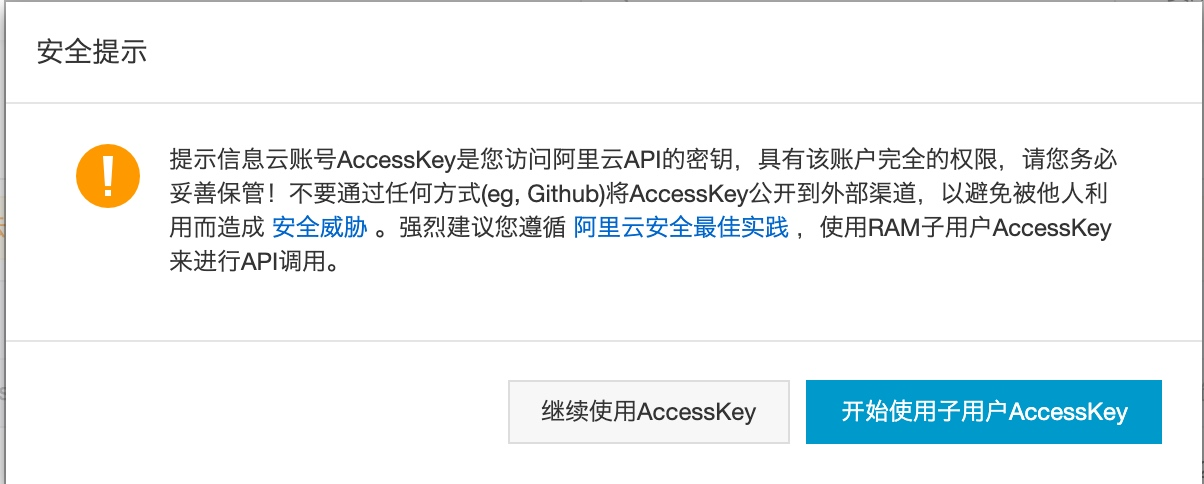 安全提示
提示信息云账号AccessKey是您访问阿里云API的密钥，具有该账户完全的权限，请您务必
妥善保管！不要通过任何方式(eg, Github)将AccessKey公开到外部渠道，以避免被他人利
用而造成 安全威胁 。强烈建议您遵循 阿里云安全最佳实践 ，使用RAM子用户AccessKey
来进行API调用。
继续使用AccessKey
开始使用子用户AccessKey